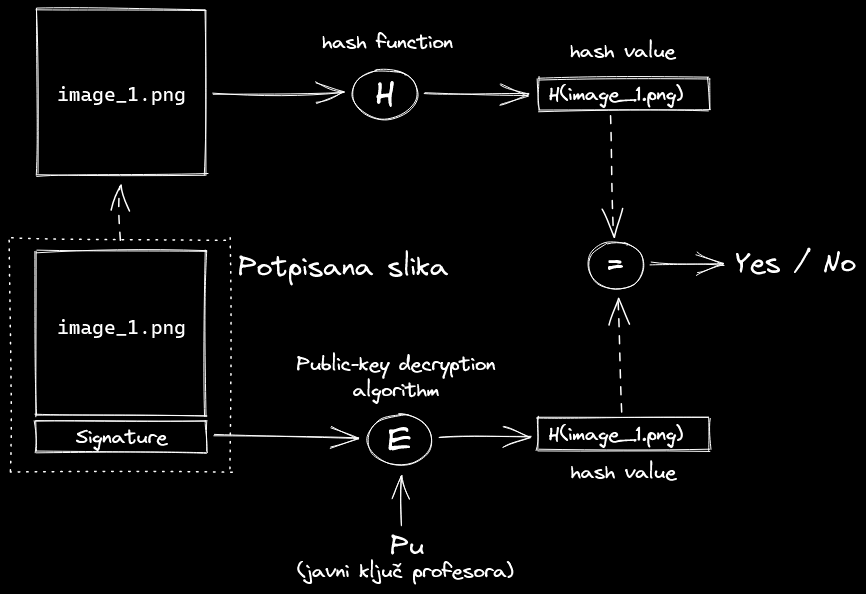 hash function
hash value
image_1.png
H
H(image_1.png)
Potpisana slika
=
Yes / No
image_1.png
Public-key decryption
algorithm
Signature
E
H(image_1.png)
hash value
Pu
(javni ključ profesora)